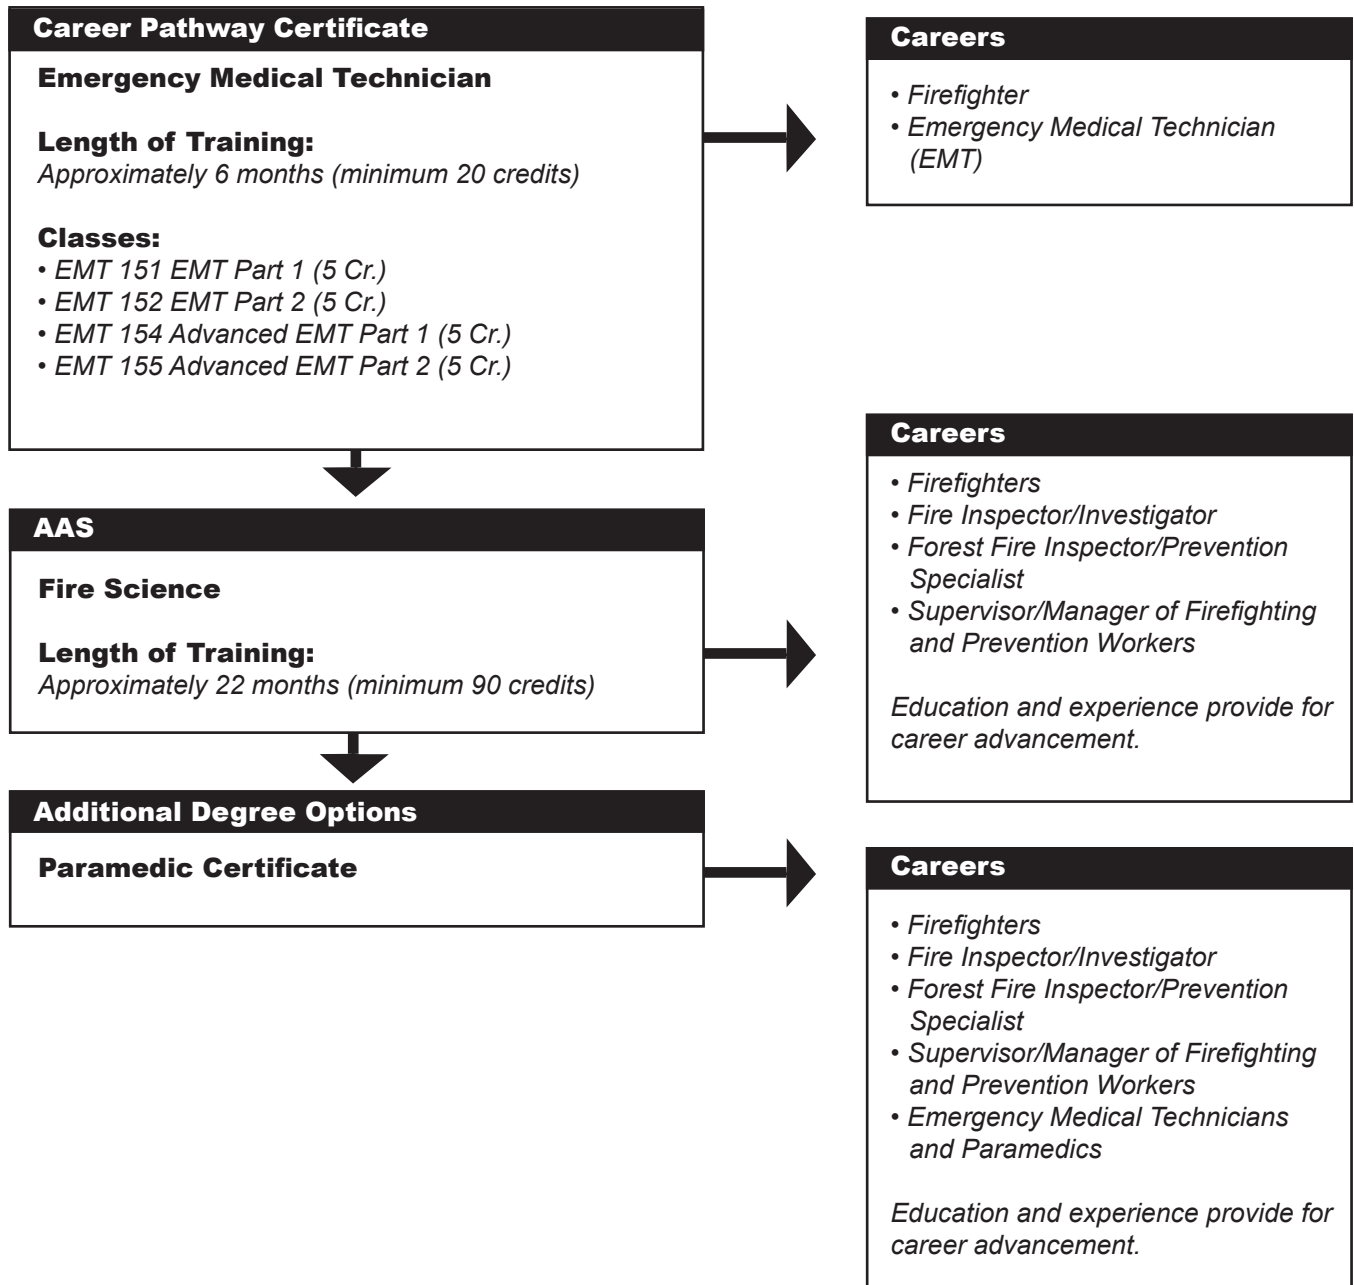 Career Pathway Certificate
Emergency Medical Technician
Length of Training:
Approximately 6 months (minimum 20 credits)
Classes:
• EMT 151 EMT Part 1 (5 Cr.)
• EMT 152 EMT Part 2 (5 Cr.)
• EMT 154 Advanced EMT Part 1 (5 Cr.)
• EMT 155 Advanced EMT Part 2 (5 Cr.)
Careers
• Firefighter
• Emergency Medical Technician
(EMT)
AAS
Fire Science
Length of Training:
Approximately 22 months (minimum 90 credits)
Careers
• Firefighters
• Fire Inspector/Investigator
• Forest Fire Inspector/Prevention
Specialist
• Supervisor/Manager of Firefighting
and Prevention Workers
Education and experience provide for
career advancement.
Additional Degree Options
Paramedic Certificate
Careers
• Firefighters
• Fire Inspector/Investigator
• Forest Fire Inspector/Prevention
Specialist
• Supervisor/Manager of Firefighting
and Prevention Workers
• Emergency Medical Technicians
and Paramedics
Education and experience provide for
career advancement.